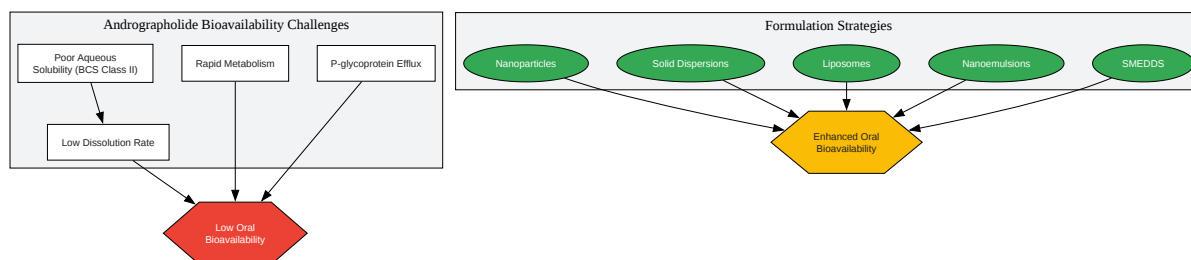 Andrographolide Bioavailability Challenges
Poor Aqueous
Solubility (BCS Class II)
Rapid Metabolism
P-glycoprotein Efflux
Low Dissolution Rate
Low Oral
Bioavailability
Formulation Strategies
Nanoparticles
Solid Dispersions
Liposomes
Nanoemulsions
SMEDDS
Enhanced Oral
Bioavailability